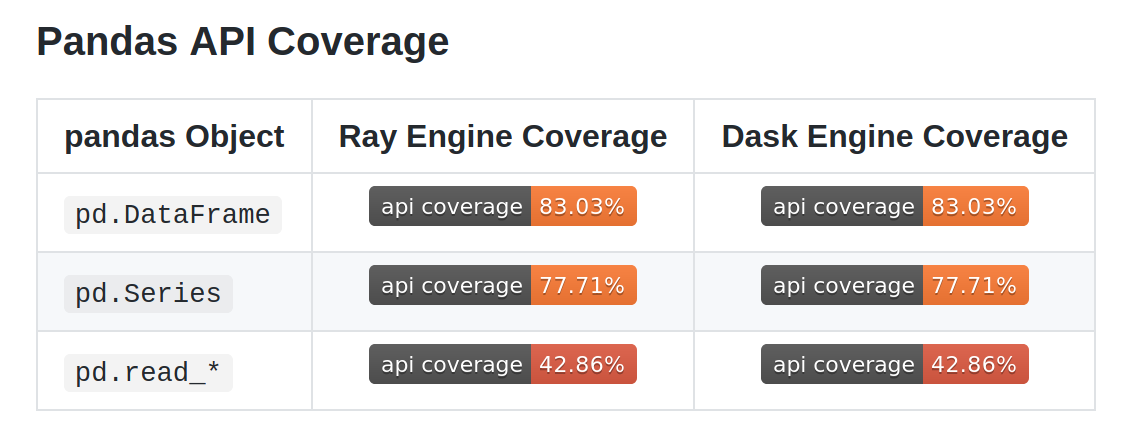 Pandas API Coverage
pandas Object Ray Engine Coverage Dask Engine Coverage
pd.DataFrame api coverage 83.03% api coverage 83.03%
pd.Series api coverage 77.71% api coverage 77.71%
pd.read_* api coverage 42.86% api coverage 42.86%